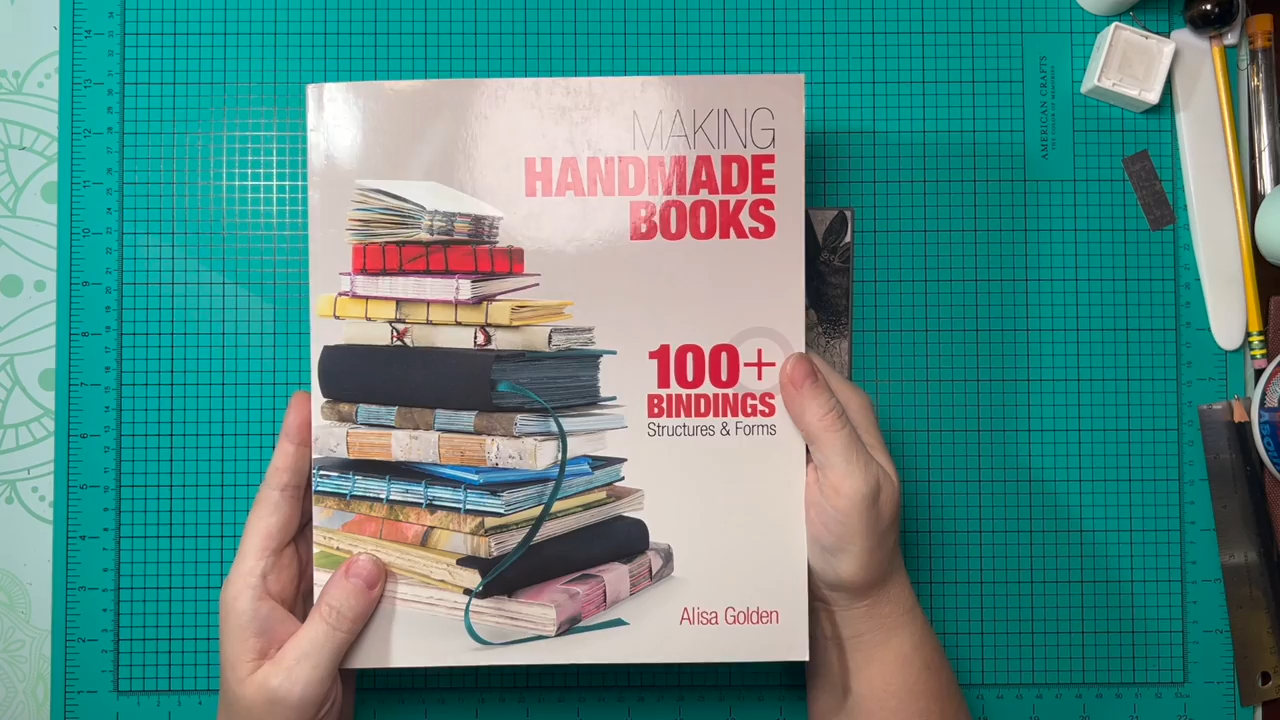 MAKING
HANDMADE
BOOKS
100+
BINDINGS
Structures & Forms
Alisa Golden
AMERICAN CRAFTS